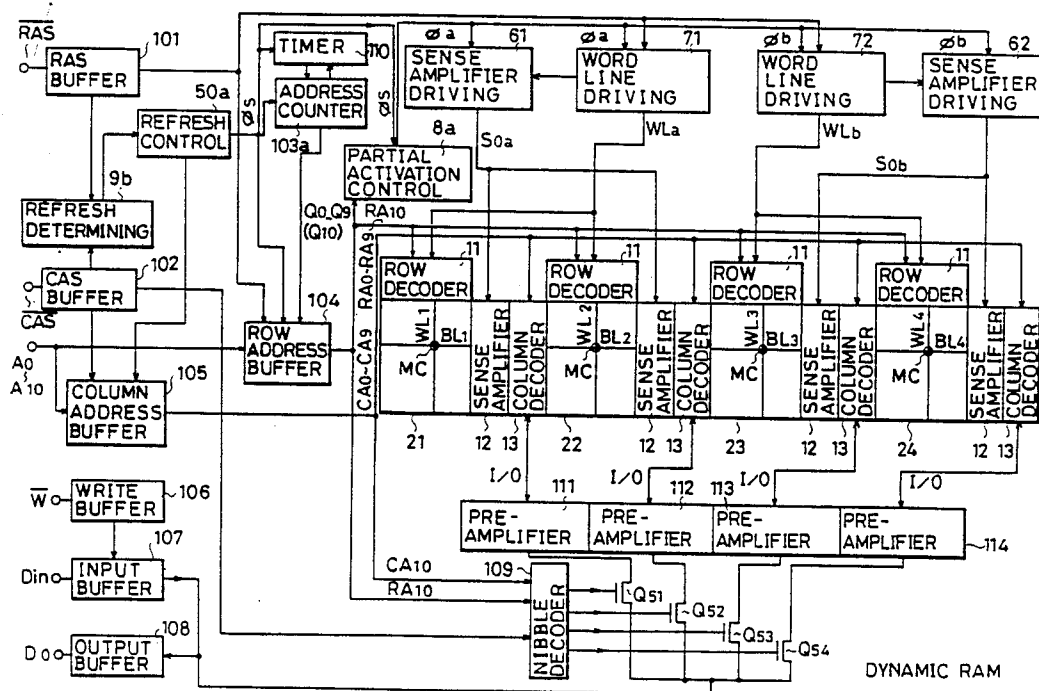 RAS
101
RAS
BUFFER
TIMER
110
ADDRESS
COUNTER
103a
50a
REFRESH
CONTROL
ØS
ØS
8a
PARTIAL
ACTIVATION
CONTROL
Øa
61
SENSE
AMPLIFIER
DRIVING
Øa
71
WORD
LINE
DRIVING
Øb
72
WORD
LINE
DRIVING
Øb
62
SENSE
AMPLIFIER
DRIVING
S0a
WLa
WLb
S0b
9b
REFRESH
DETERMINING
102
CAS
BUFFER
CAS
Q0,Q9
(Q10)
RA10
RA0-RA9
CA0-CA9
104
ROW
ADDRESS
BUFFER
A0
A10
105
COLUMN
ADDRESS
BUFFER
11
ROW
DECODER
11
ROW
DECODER
11
ROW
DECODER
11
ROW
DECODER
WL1
BL1
MC
SENSE
AMPLIFIER
COLUMN
DECODER
WL2
BL2
MC
SENSE
AMPLIFIER
COLUMN
DECODER
WL3
BL3
MC
SENSE
AMPLIFIER
COLUMN
DECODER
WL4
BL4
MC
SENSE
AMPLIFIER
COLUMN
DECODER
21
12
13
22
12
13
23
12
13
24
12
13
I/O
I/O
I/O
I/O
W
WRITE
BUFFER
106
111
112
113
PRE-
AMPLIFIER
PRE-
AMPLIFIER
PRE-
AMPLIFIER
PRE-
AMPLIFIER
114
107
Din
INPUT
BUFFER
CA10
RA10
109
NIBBLE
DECODER
Q51
Q52
Q53
Q54
108
Do
OUTPUT
BUFFER
DYNAMIC RAM